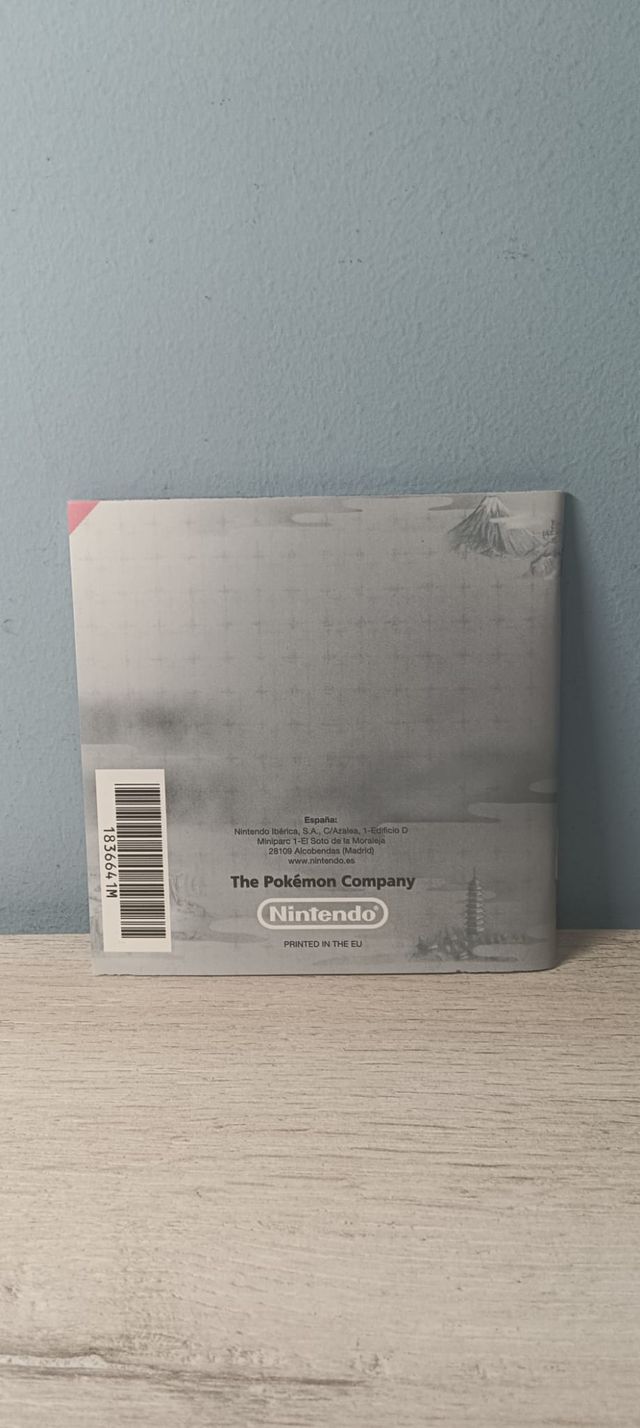 España:
Nintendo Ibérica, S.A., C/Azalea, 1-Edificio D
Miniparc 1-El Soto de la Moraleja
28109 Alcobendas (Madrid)
www.nintendo.es
The Pokémon Company
Nintendo®
PRINTED IN THE EU
1836641M